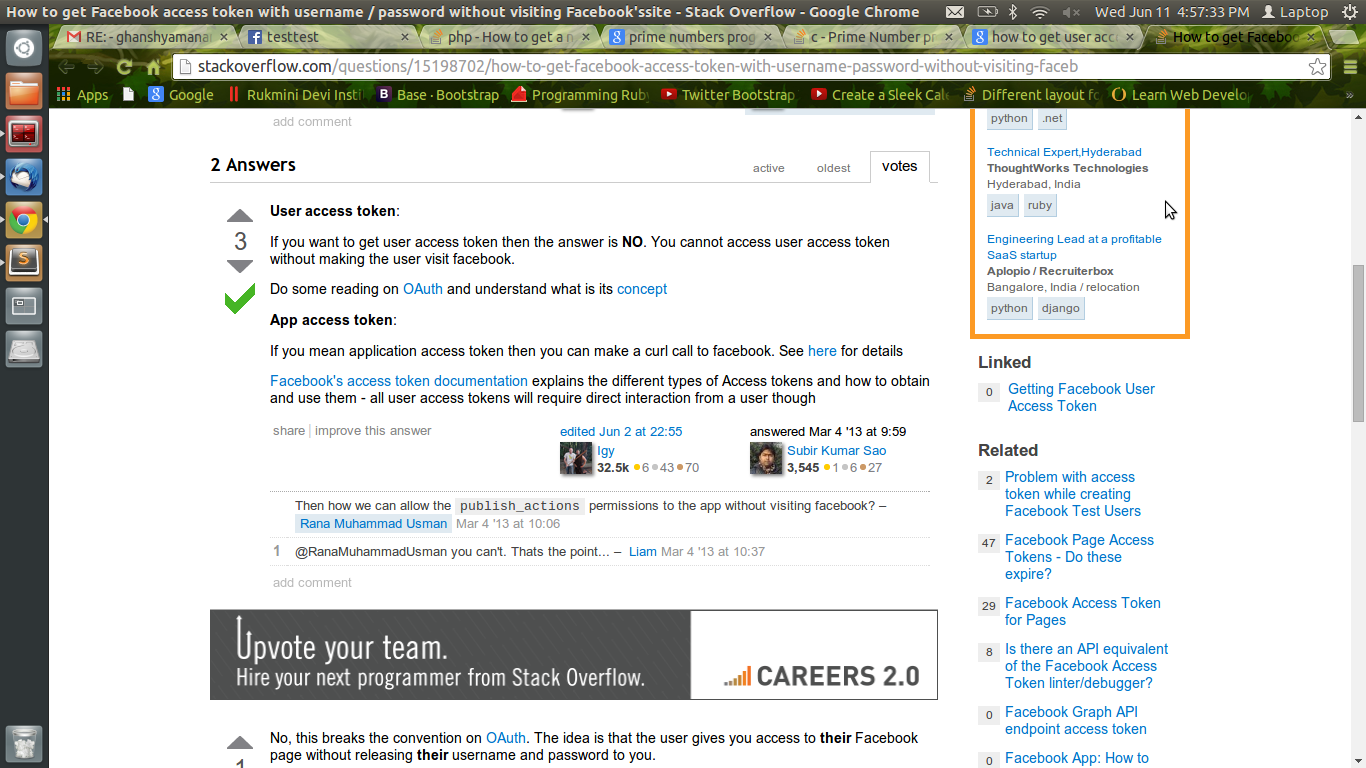 How to get Facebook access token with username / password without visiting Facebook'ssite - Stack Overflow - Google Chrome
Wed Jun 11 4:57:33 PM Laptop
RE: - ghanshyamana
testtest
php - How to get a n
prime numbers prog
c - Prime Number pr
how to get user acc
How to get Faceboo
stackoverflow.com/questions/15198702/how-to-get-facebook-access-token-with-username-password-without-visiting-faceb
Apps
Google
Rukmini Devi Insti
Base · Bootstrap
Programming Ruby
Twitter Bootstrap
Create a Sleek Cale
Different layout fo
Learn Web Develo
»
add comment
2 Answers
active oldest votes
3
User access token:
If you want to get user access token then the answer is NO. You cannot access user access token
without making the user visit facebook.
Do some reading on OAuth and understand what is its concept
App access token:
If you mean application access token then you can make a curl call to facebook. See here for details
Facebook's access token documentation explains the different types of Access tokens and how to obtain
and use them - all user access tokens will require direct interaction from a user though
share improve this answer
edited Jun 2 at 22:55
Igy
32.5k 6 43 70
answered Mar 4 '13 at 9:59
Subir Kumar Sao
3,545 1 6 27
Then how we can allow the publish_actions permissions to the app without visiting facebook? –
Rana Muhammad Usman Mar 4 '13 at 10:06
1 @RanaMuhammadUsman you can't. Thats the point... – Liam Mar 4 '13 at 10:37
add comment
Upvote your team.
Hire your next programmer from Stack Overflow.
CAREERS 2.0
1
No, this breaks the convention on OAuth. The idea is that the user gives you access to their Facebook
page without releasing their username and password to you.
python .net
Technical Expert,Hyderabad
ThoughtWorks Technologies
Hyderabad, India
java ruby
Engineering Lead at a profitable
SaaS startup
Aplopio / Recruiterbox
Bangalore, India / relocation
python django
Linked
0 Getting Facebook User
Access Token
Related
2 Problem with access
token while creating
Facebook Test Users
47 Facebook Page Access
Tokens - Do these
expire?
29 Facebook Access Token
for Pages
8 Is there an API equivalent
of the Facebook Access
Token linter/debugger?
0 Facebook Graph API
endpoint access token
0 Facebook App: How to